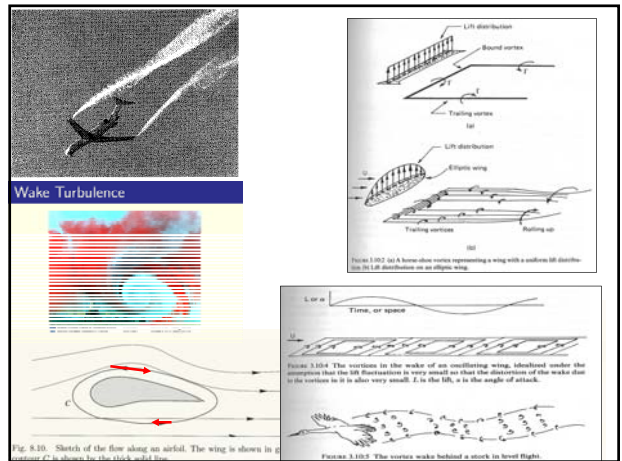 Wake Turbulence
C
Fig. 8.10. Sketch of the flow along an airfoil. The wing is shown in g
contour C is shown by the thick solid line.
Lift distribution
Bound vortex
Γ
Γ
Γ
Trailing vortex
(a)
Lift distribution
Elliptic wing
U
Trailing vortices
Rolling up
(b)
FIGURE 3.10:2 (a) A horse-shoe vortex representing a wing with a uniform lift distribu-
tion (b) Lift distribution on an elliptic wing.
L or α
Time, or space
U
FIGURE 3.10:4 The vortices in the wake of an oscillating wing, idealized under the
assumption that the lift fluctuation is very small so that the distortion of the wake due
to the vortices in it is also very small. L is the lift, α is the angle of attack.
FIGURE 3.10:5 The vortex wake behind a stork in level flight.